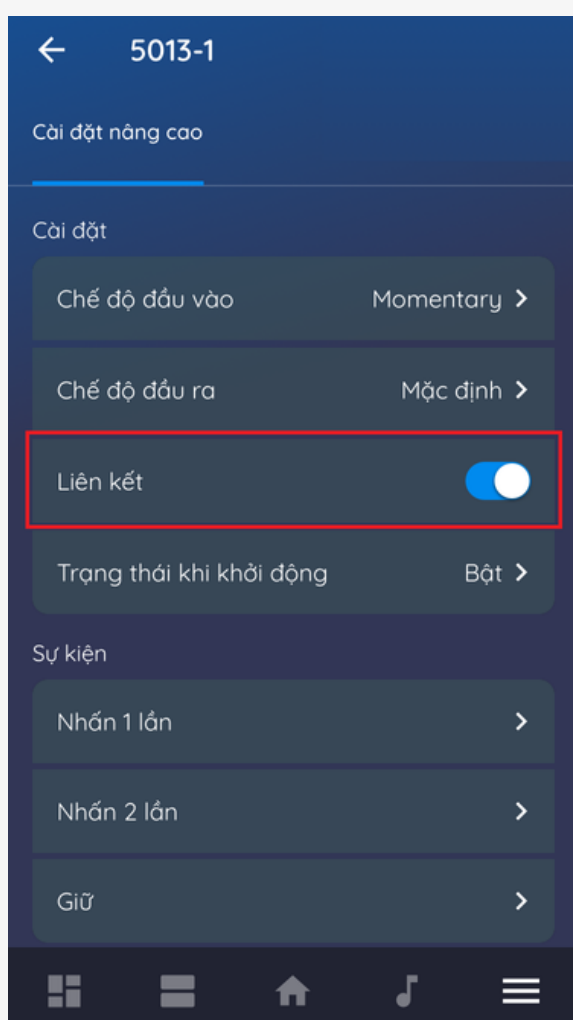 5013-1
Cài đặt nâng cao
Cài đặt
Chế độ đầu vào Momentary
Chế độ đầu ra Mặc định
Liên kết
Trạng thái khi khởi động Bật
Sự kiện
Nhấn 1 lần
Nhấn 2 lần
Giữ